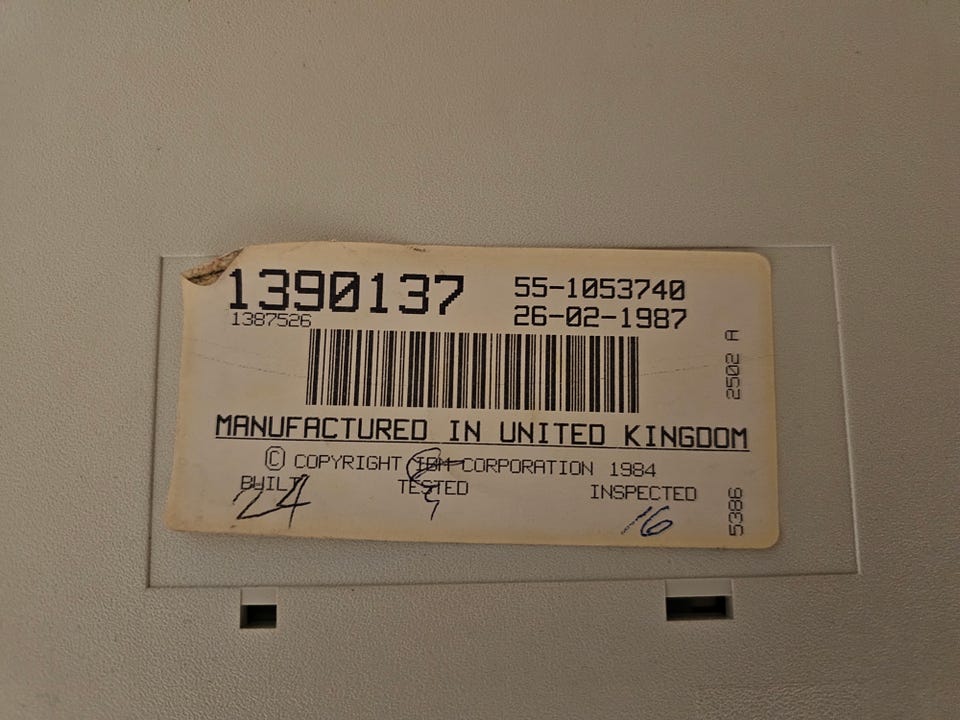 1390137
1387526
55-1053740
26-02-1987
2502 A
MANUFACTURED IN UNITED KINGDOM
© COPYRIGHT IBM CORPORATION 1984
BUILT TESTED INSPECTED
24 16
5386